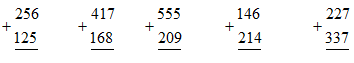 256 417 555 146 227
+ + + + +
125 168 209 214 337